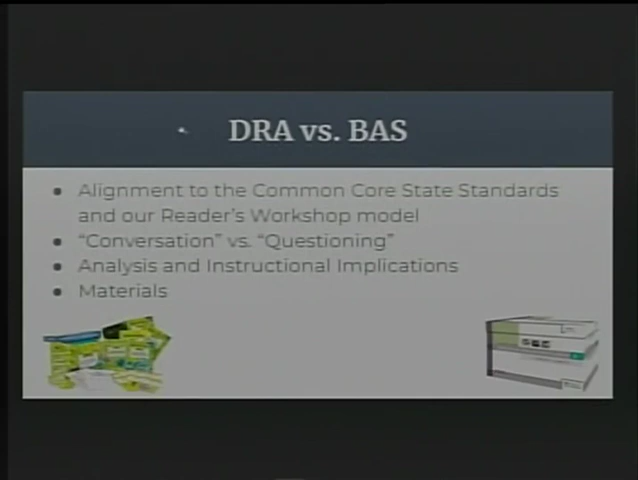 DRA vs. BAS
• Alignment to the Common Core State Standards
and our Reader's Workshop model
• "Conversation" vs. "Questioning"
• Analysis and Instructional Implications
• Materials